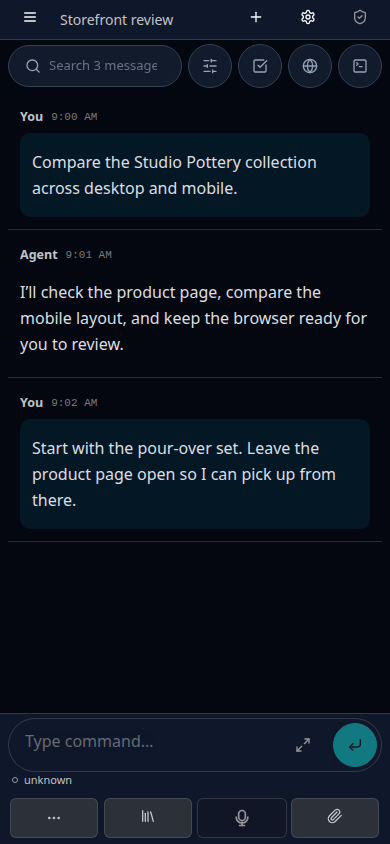 Storefront review
Search 3 message
You 9:00 AM
Compare the Studio Pottery collection
across desktop and mobile.
Agent 9:01 AM
I'll check the product page, compare the
mobile layout, and keep the browser ready for
you to review.
You 9:02 AM
Start with the pour-over set. Leave the
product page open so I can pick up from
there.
Type command...
unknown